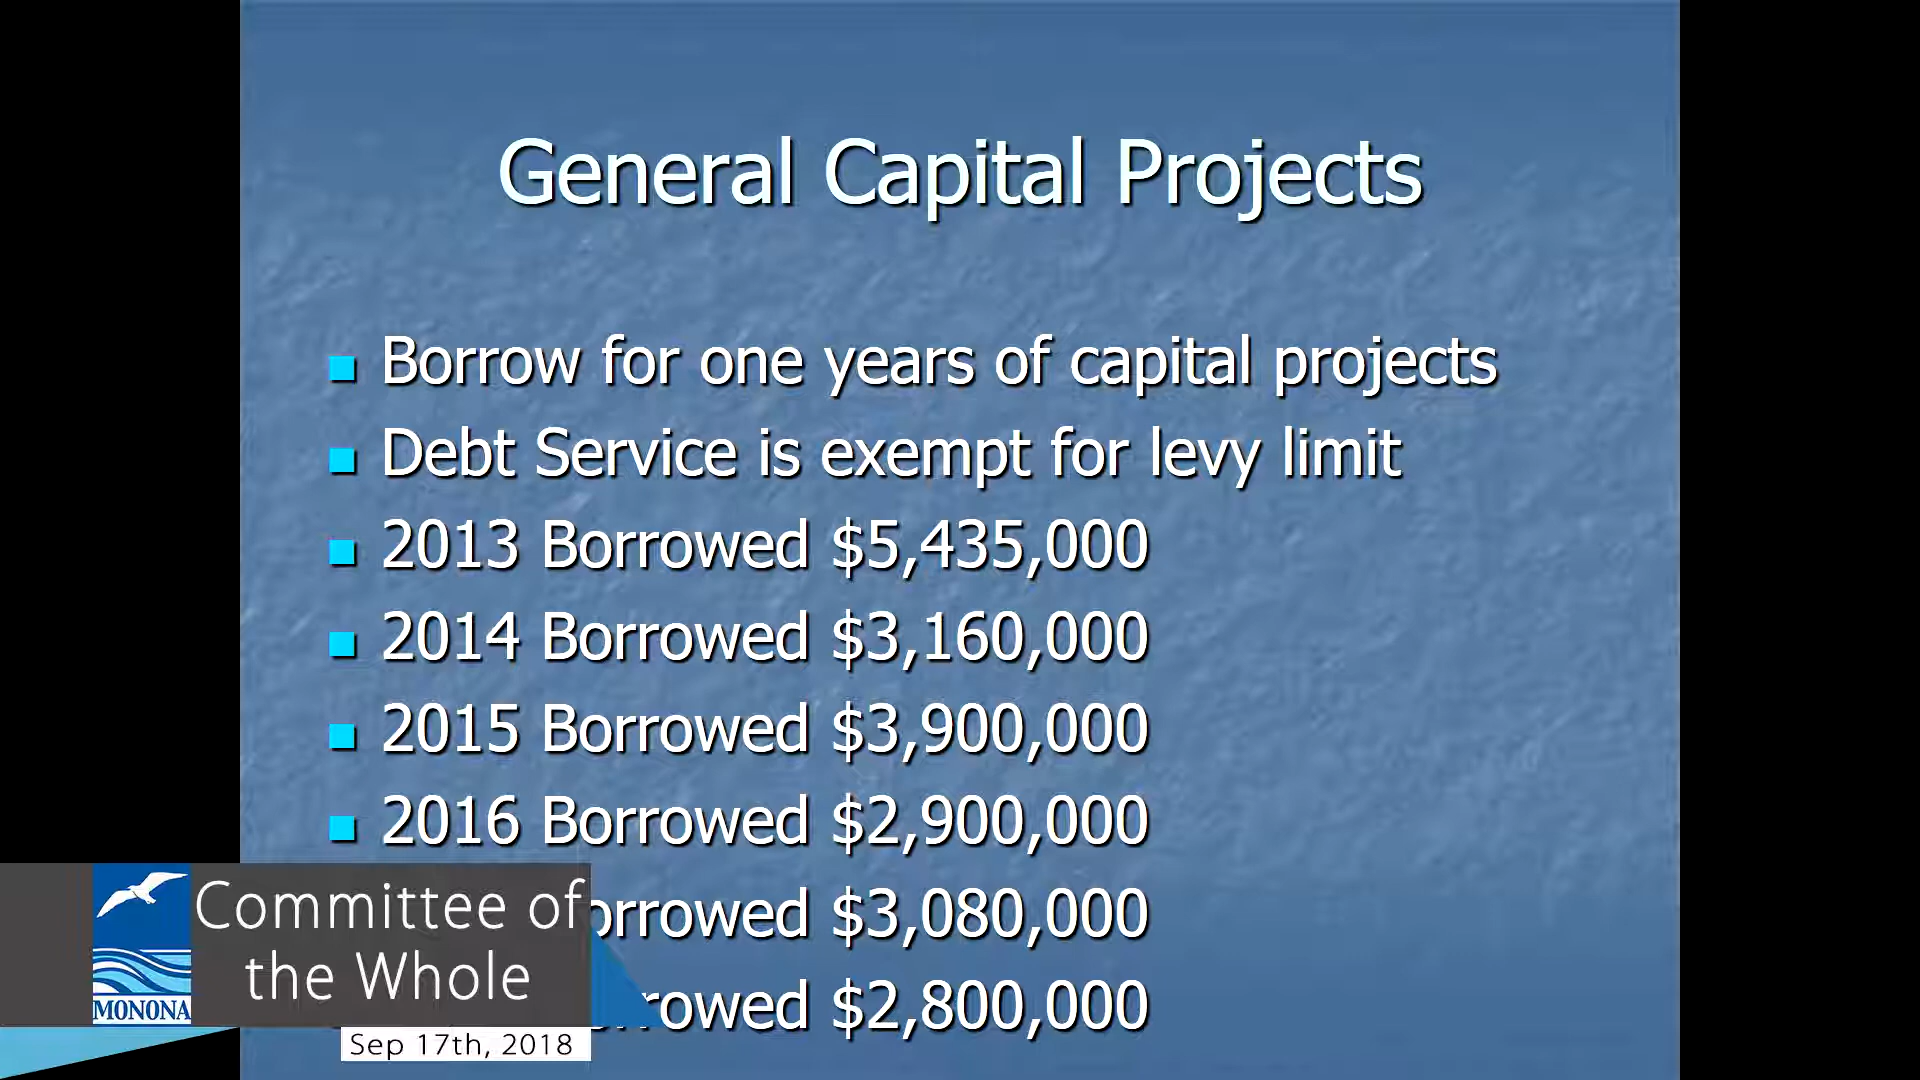 General Capital Projects
Borrow for one years of capital projects
Debt Service is exempt for levy limit
2013 Borrowed $5,435,000
2014 Borrowed $3,160,000
2015 Borrowed $3,900,000
2016 Borrowed $2,900,000
orrowed $3,080,000
rowed $2,800,000
Committee of
the Whole
MONONA
Sep 17th, 2018